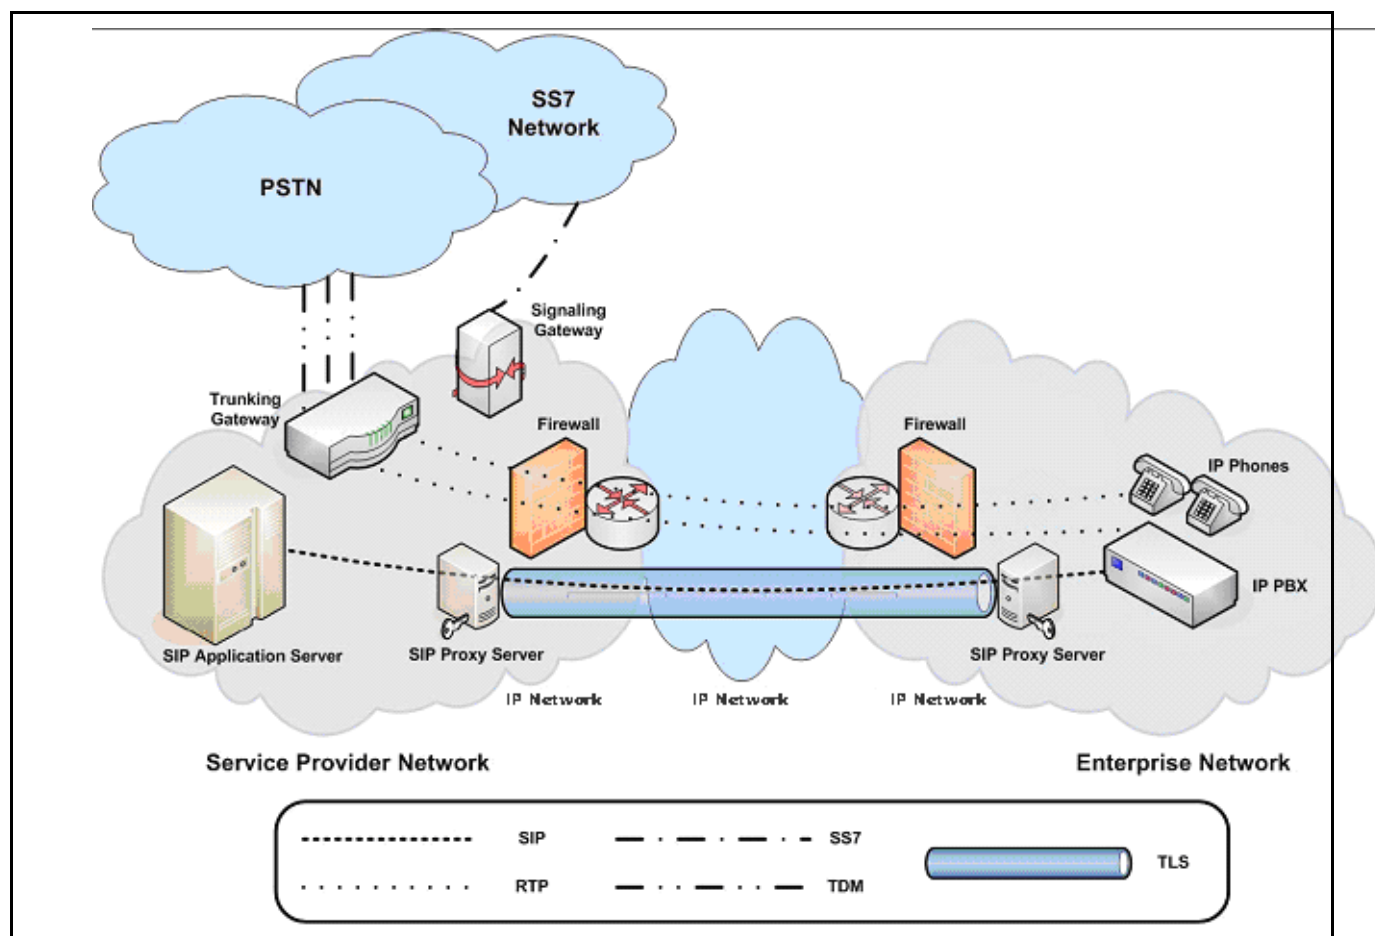 SS7
Network
PSTN
Signaling
Gateway
Trunking
Gateway
Firewall
Firewall
IP Phones
IP PBX
SIP Application Server
SIP Proxy Server
SIP Proxy Server
IP Network
IP Network
IP Network
Service Provider Network
Enterprise Network
SIP
SS7
TLS
RTP
TDM